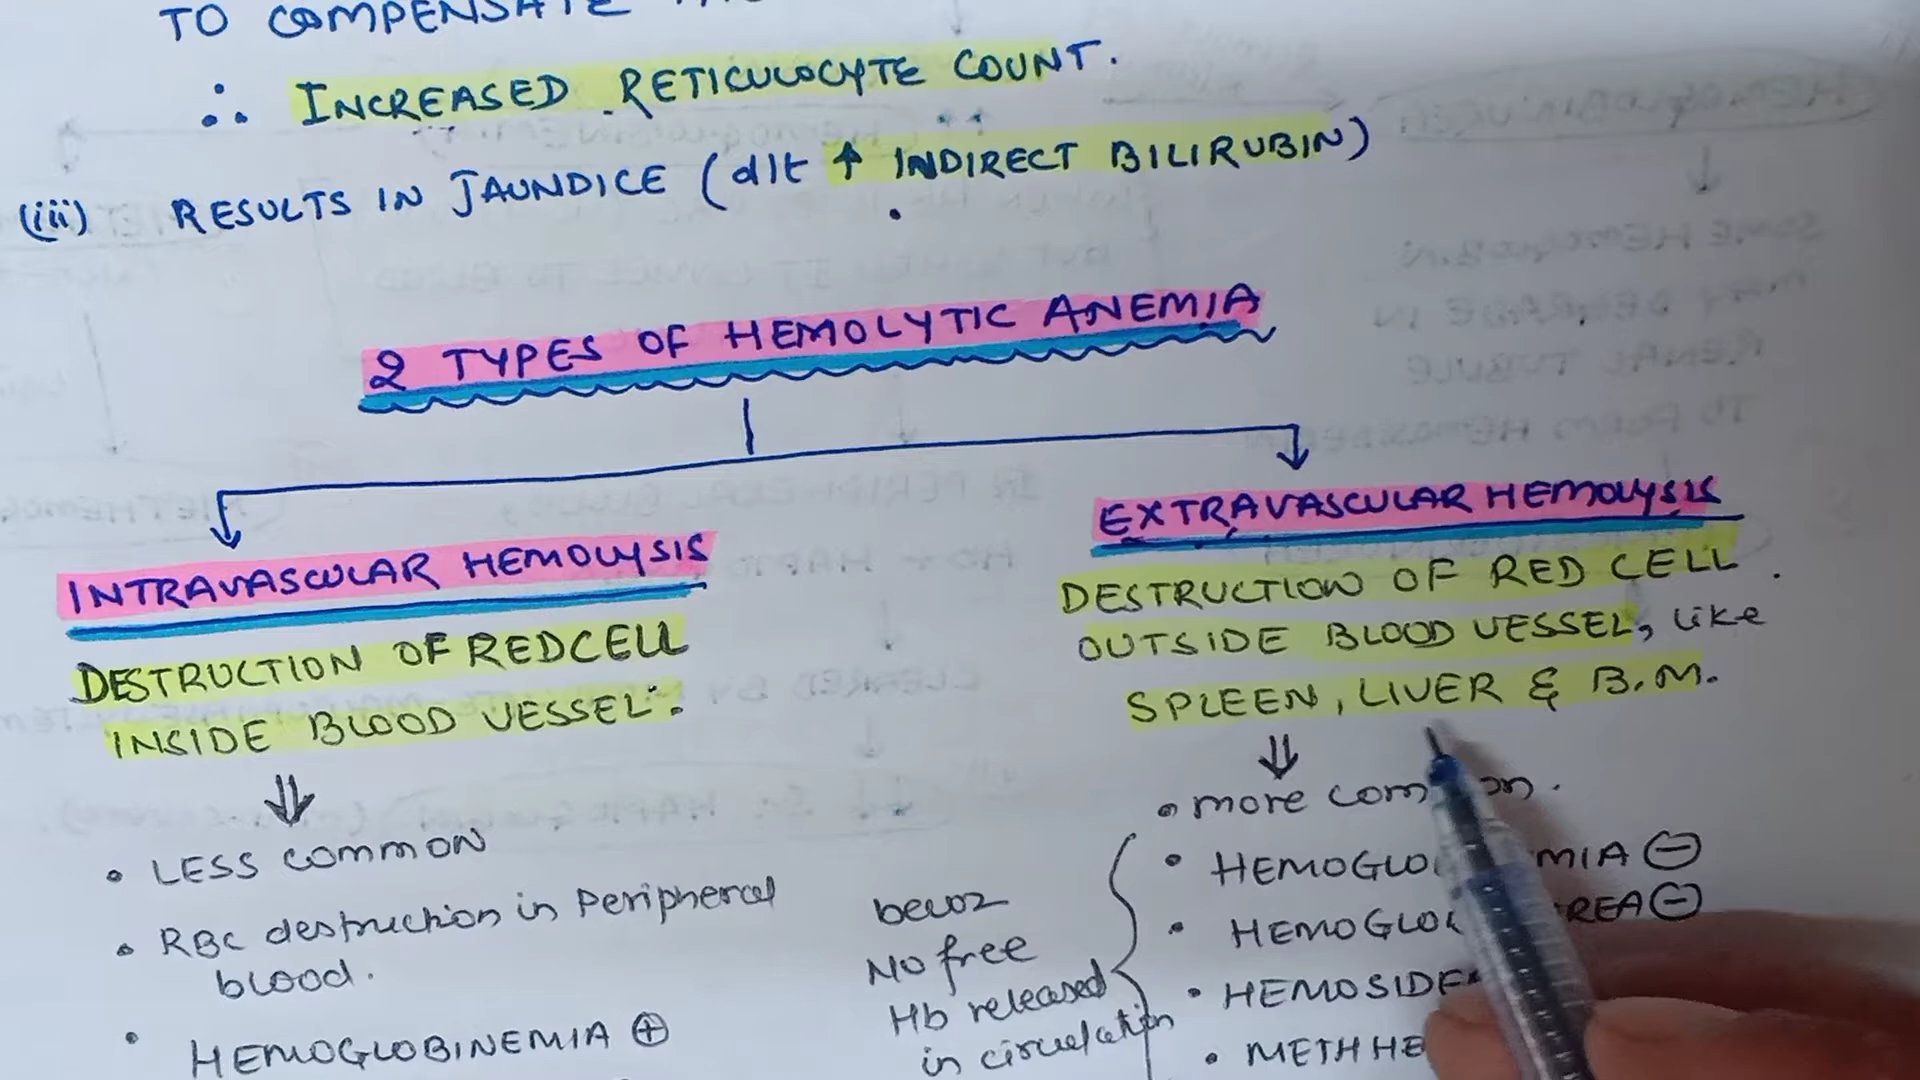 TO COMPENSATE
∴ INCREASED RETICULOCYTE COUNT.
(iii) RESULTS IN JAUNDICE (d/t ↑ INDIRECT BILIRUBIN)
2 TYPES OF HEMOLYTIC ANEMIA
INTRAVASCULAR HEMOLYSIS
DESTRUCTION OF RED CELL
INSIDE BLOOD VESSEL.
⇓
• LESS COMMON
• RBC destruction in Peripheral
blood.
• HEMOGLOBINEMIA ⊕
EXTRAVASCULAR HEMOLYSIS
DESTRUCTION OF RED CELL
OUTSIDE BLOOD VESSEL, like
SPLEEN, LIVER & B.M.
⇓
• more common.
• HEMOGLO MIA ⊖
• HEMOGLO REA ⊖
• HEMOSIDE
• METHHE
becoz
No free
Hb released
in circulation